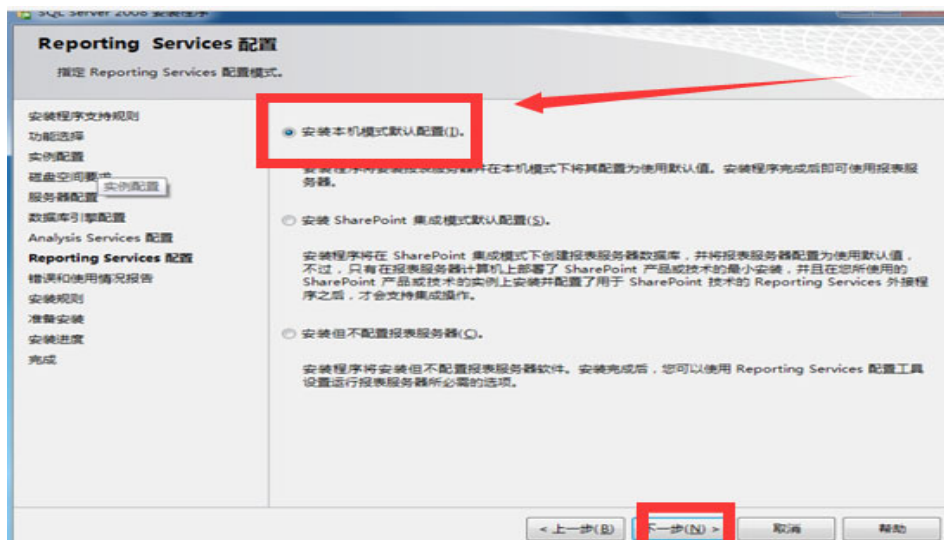 SQL Server 2008 安装程序
Reporting Services 配置
指定 Reporting Services 配置模式。
安装程序支持规则
功能选择
实例配置
磁盘空间要求
实例配置
服务器配置
数据库引擎配置
Analysis Services 配置
Reporting Services 配置
错误和使用情况报告
安装规则
准备安装
安装进度
完成
安装本机模式默认配置(I)。
安装程序将安装报表服务器并在本机模式下将其配置为使用默认值。安装程序完成后即可使用报表服
务器。
安装 SharePoint 集成模式默认配置(S)。
安装程序将在 SharePoint 集成模式下创建报表服务器数据库，并将报表服务器配置为使用默认值，
不过，只有在报表服务器计算机上部署了 SharePoint 产品或技术的最小安装，并且在您所使用的
SharePoint 产品或技术的实例上安装并配置了用于 SharePoint 技术的 Reporting Services 外接程
序之后，才会支持集成操作。
安装但不配置报表服务器(C)。
安装程序将安装但不配置报表服务器软件。安装完成后，您可以使用 Reporting Services 配置工具
设置运行报表服务器所必需的选项。
< 上一步(B)
下一步(N) >
取消
帮助